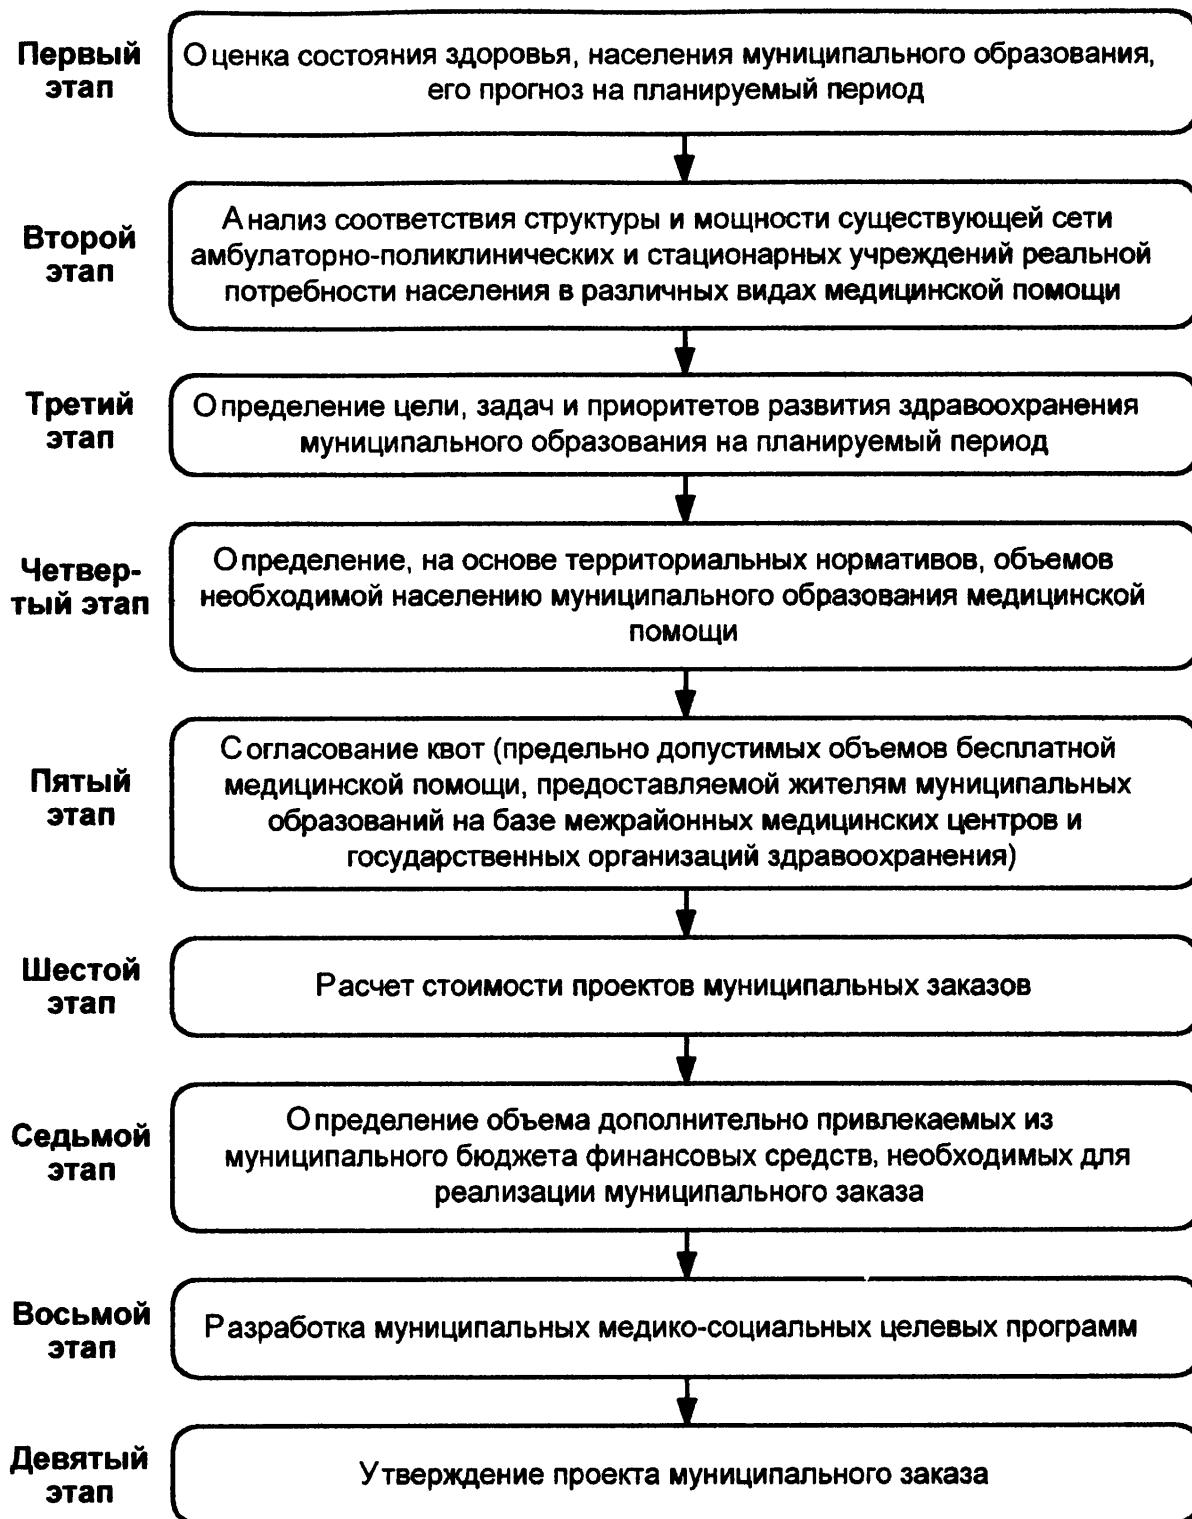 Первый
этап
Оценка состояния здоровья, населения муниципального образования,
его прогноз на планируемый период
Второй
этап
Анализ соответствия структуры и мощности существующей сети
амбулаторно-поликлинических и стационарных учреждений реальной
потребности населения в различных видах медицинской помощи
Третий
этап
Определение цели, задач и приоритетов развития здравоохранения
муниципального образования на планируемый период
Четвер-
тый этап
Определение, на основе территориальных нормативов, объемов
необходимой населению муниципального образования медицинской
помощи
Пятый
этап
Согласование квот (предельно допустимых объемов бесплатной
медицинской помощи, предоставляемой жителям муниципальных
образований на базе межрайонных медицинских центров и
государственных организаций здравоохранения)
Шестой
этап
Расчет стоимости проектов муниципальных заказов
Седьмой
этап
Определение объема дополнительно привлекаемых из
муниципального бюджета финансовых средств, необходимых для
реализации муниципального заказа
Восьмой
этап
Разработка муниципальных медико-социальных целевых программ
Девятый
этап
Утверждение проекта муниципального заказа